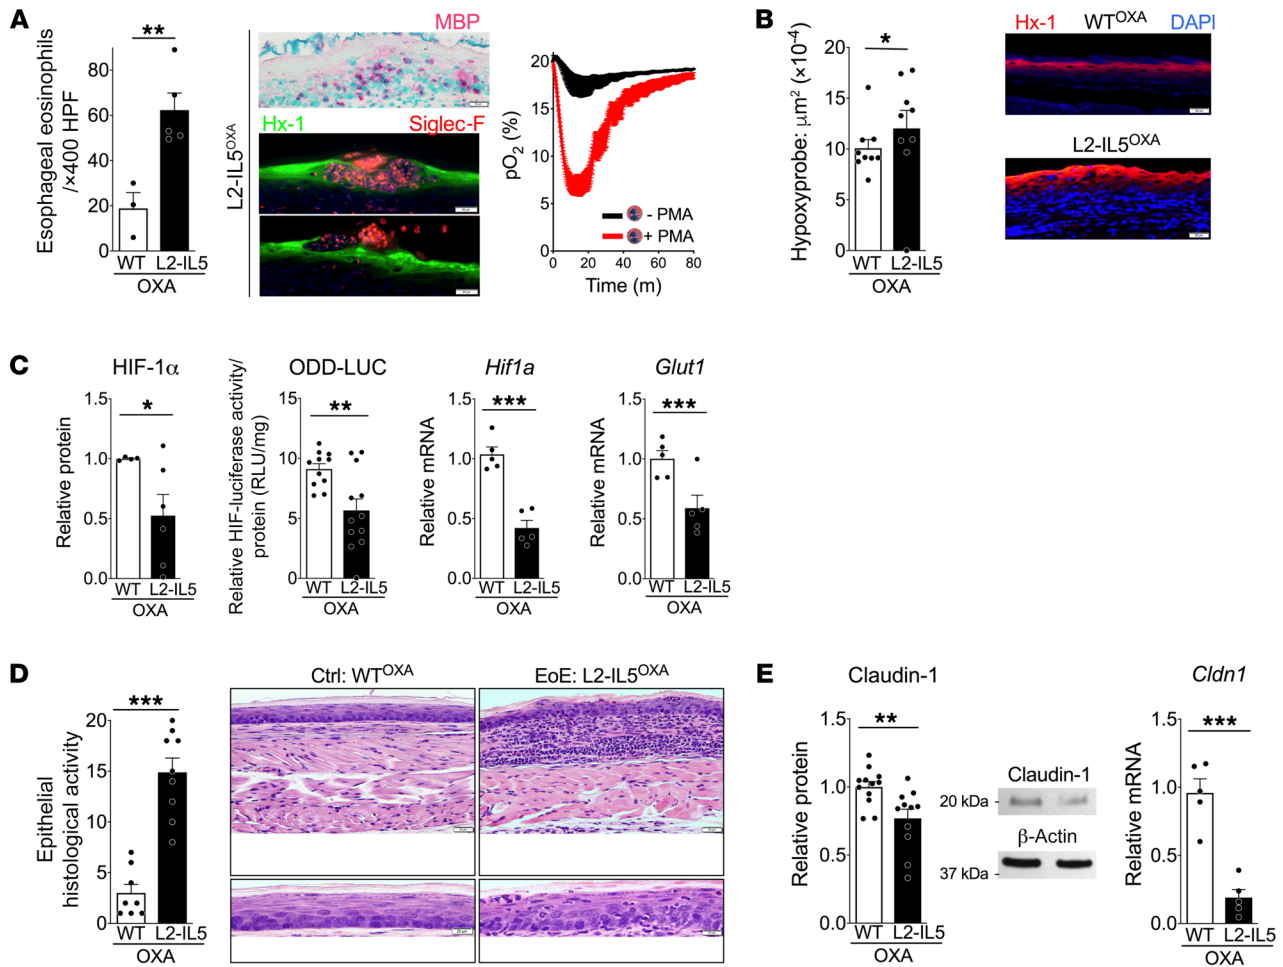 A
Esophageal eosinophils
/×400 HPF
**
80
60
40
20
0
WT L2-IL5
OXA
L2-IL5OXA
MBP
Hx-1 Siglec-F
pO2 (%)
20
15
10
5
0
- PMA
+ PMA
0 20 40 60 80
Time (m)
B
Hypoxyprobe: μm² (×10⁻⁴)
*
20
15
10
5
0
WT L2-IL5
OXA
Hx-1 WTOXA DAPI
L2-IL5OXA
C
HIF-1α
Relative protein
*
1.5
1.0
0.5
0.0
WT L2-IL5
OXA
ODD-LUC
Relative HIF-luciferase activity/
protein (RLU/mg)
**
15
10
5
0
WT L2-IL5
OXA
Hif1a
Relative mRNA
***
1.5
1.0
0.5
0.0
WT L2-IL5
OXA
Glut1
Relative mRNA
***
1.5
1.0
0.5
0.0
WT L2-IL5
OXA
D
Epithelial
histological activity
***
20
15
10
5
0
WT L2-IL5
OXA
Ctrl: WTOXA
EoE: L2-IL5OXA
E
Claudin-1
Relative protein
**
1.5
1.0
0.5
0.0
WT L2-IL5
OXA
Claudin-1
20 kDa
β-Actin
37 kDa
Cldn1
Relative mRNA
***
1.5
1.0
0.5
0.0
WT L2-IL5
OXA